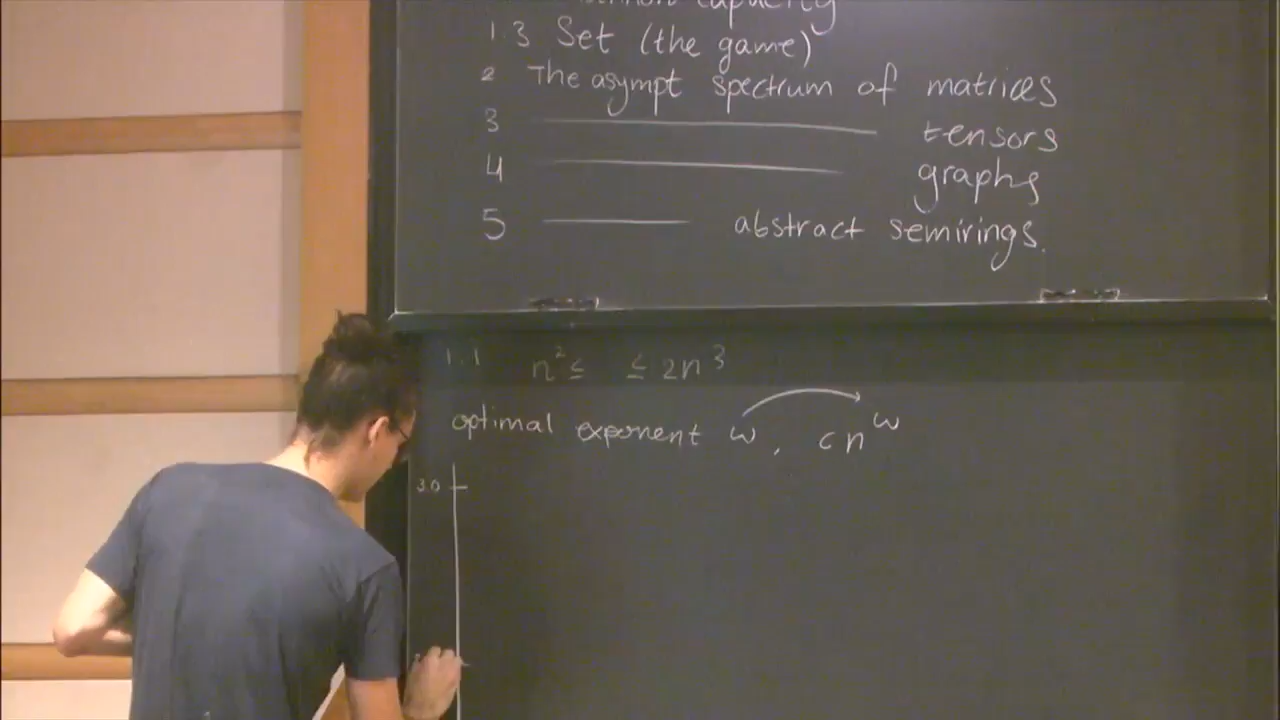 capacity
1.3 Set (the game)
2 The asympt spectrum of matrices
3 tensors
4 graphs
5 abstract semirings.
1.1 n² ≤ ≤ 2n³
optimal exponent ω, cn^ω
3.0